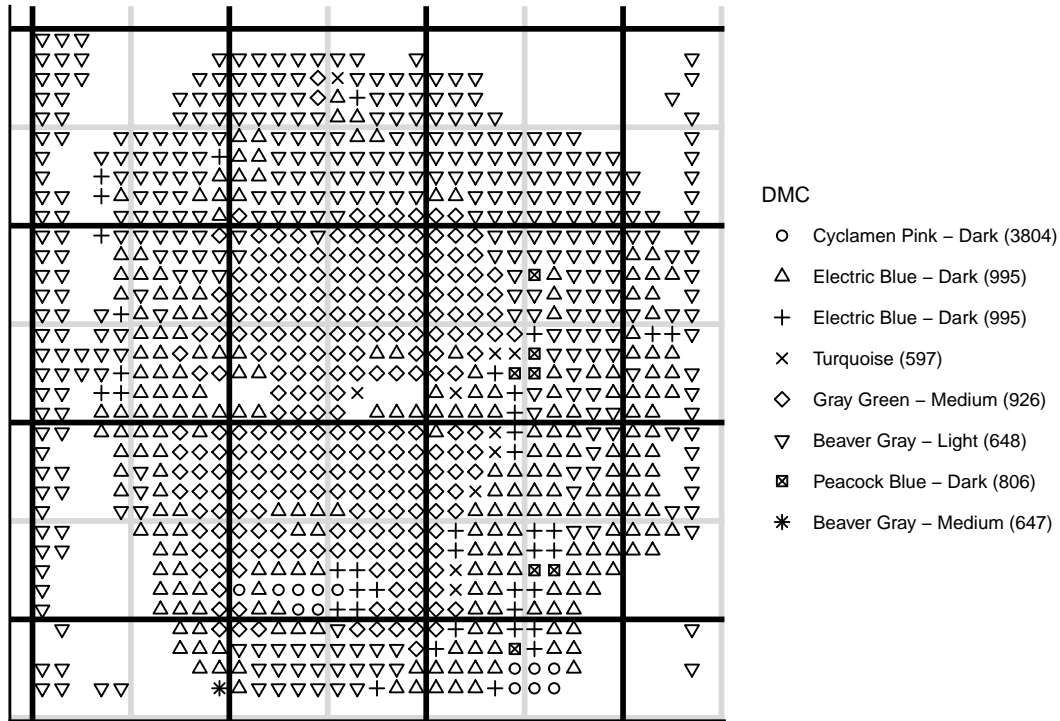 DMC
Cyclamen Pink − Dark (3804)
Electric Blue − Dark (995)
Electric Blue − Dark (995)
Turquoise (597)
Gray Green − Medium (926)
Beaver Gray − Light (648)
Peacock Blue − Dark (806)
Beaver Gray − Medium (647)